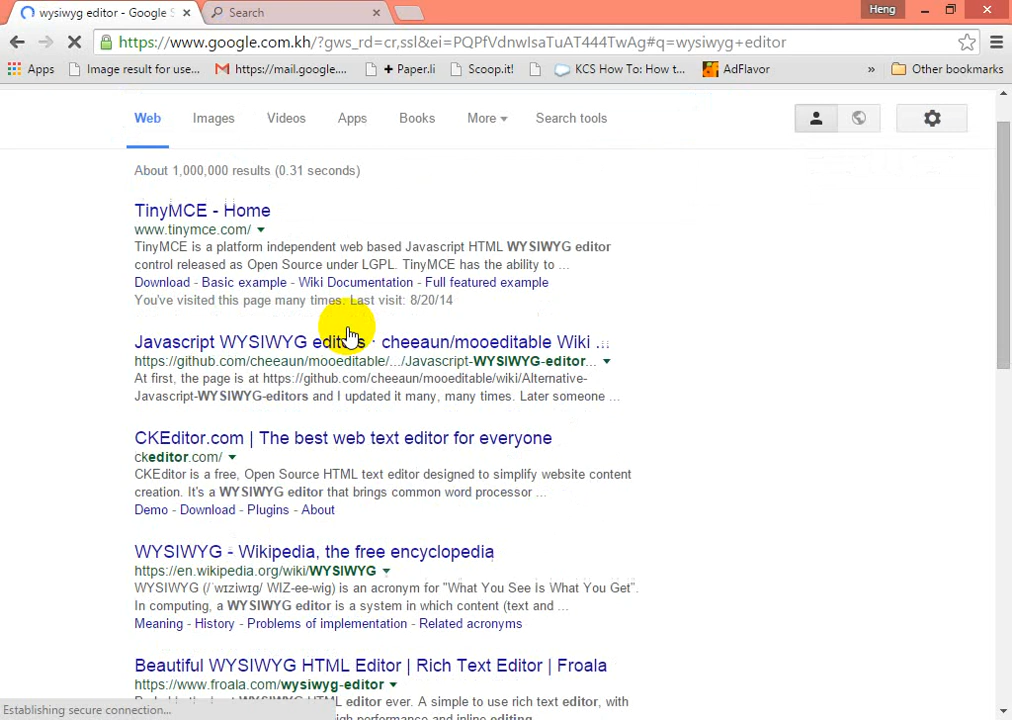 wysiwyg editor - Google S
Search
Heng
https://www.google.com.kh/?gws_rd=cr,ssl&ei=PQPfVdnwIsaTuAT444TwAg#q=wysiwyg+editor
Apps
Image result for use...
https://mail.google....
+ Paper.li
Scoop.it!
KCS How To: How t...
AdFlavor
»
Other bookmarks
Web
Images
Videos
Apps
Books
More
Search tools
About 1,000,000 results (0.31 seconds)
TinyMCE - Home
www.tinymce.com/
TinyMCE is a platform independent web based Javascript HTML WYSIWYG editor
control released as Open Source under LGPL. TinyMCE has the ability to ...
Download - Basic example - Wiki Documentation - Full featured example
You've visited this page many times. Last visit: 8/20/14
Javascript WYSIWYG editors · cheeaun/mooeditable Wiki ...
https://github.com/cheeaun/mooeditable/.../Javascript-WYSIWYG-editor...
At first, the page is at https://github.com/cheeaun/mooeditable/wiki/Alternative-
Javascript-WYSIWYG-editors and I updated it many, many times. Later someone ...
CKEditor.com | The best web text editor for everyone
ckeditor.com/
CKEditor is a free, Open Source HTML text editor designed to simplify website content
creation. It's a WYSIWYG editor that brings common word processor ...
Demo - Download - Plugins - About
WYSIWYG - Wikipedia, the free encyclopedia
https://en.wikipedia.org/wiki/WYSIWYG
WYSIWYG (/ˈwɪziwɪɡ/ WIZ-ee-wig) is an acronym for "What You See Is What You Get".
In computing, a WYSIWYG editor is a system in which content (text and ...
Meaning - History - Problems of implementation - Related acronyms
Beautiful WYSIWYG HTML Editor | Rich Text Editor | Froala
https://www.froala.com/wysiwyg-editor
HTML editor ever. A simple to use rich text editor, with
high performance and inline editing
Establishing secure connection...